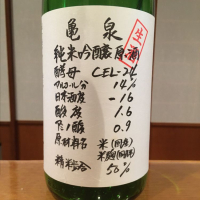 亀泉
生酒
純米吟醸原酒
酵母 CEL-24
アルコール分 14%
日本酒度 -16
酸度 1.6
アミノ酸 0.9
原材料名 米(国産)
米麹(国産米)
精米歩合 50%